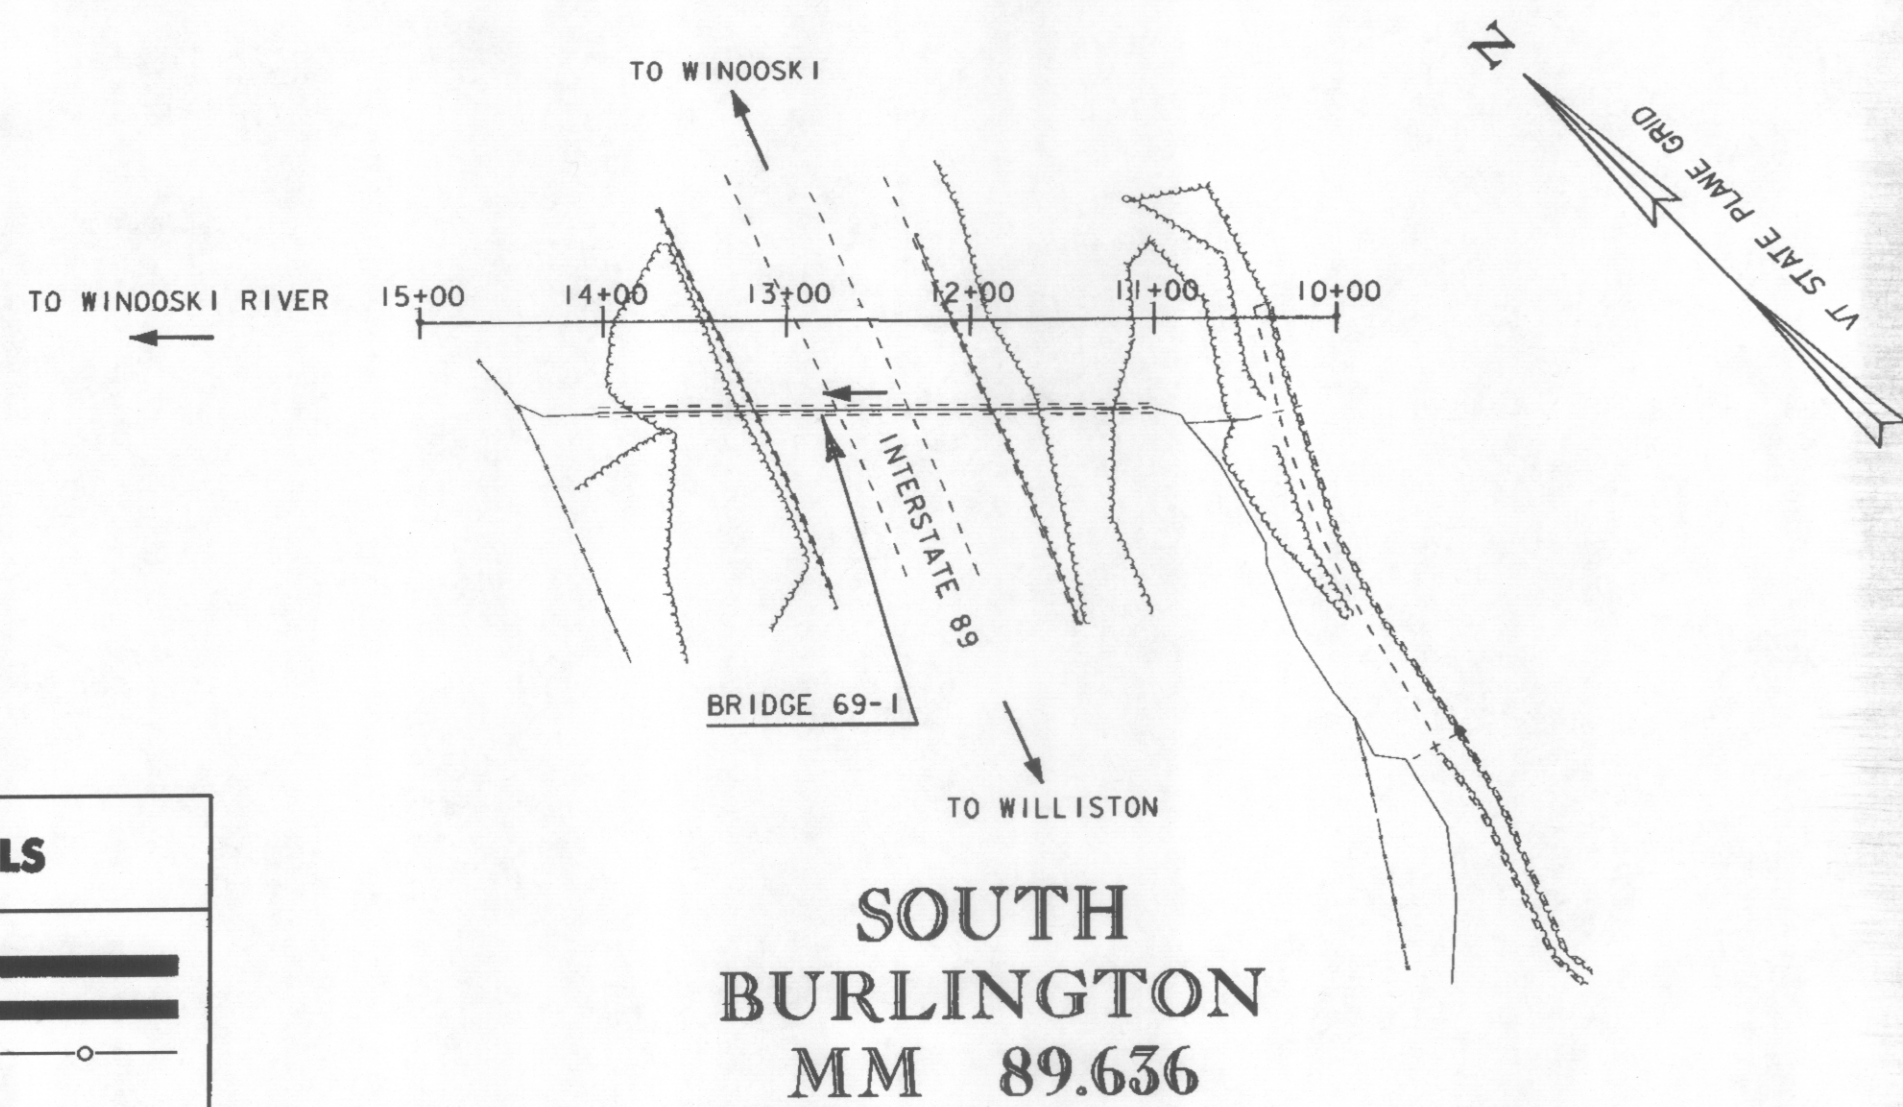 N
VT STATE PLANE GRID
TO WINOOSKI
TO WINOOSKI RIVER
15+00 14+00 13+00 12+00 11+00 10+00
INTERSTATE 89
BRIDGE 69-1
TO WILLISTON
LS
SOUTH
BURLINGTON
MM 89.636